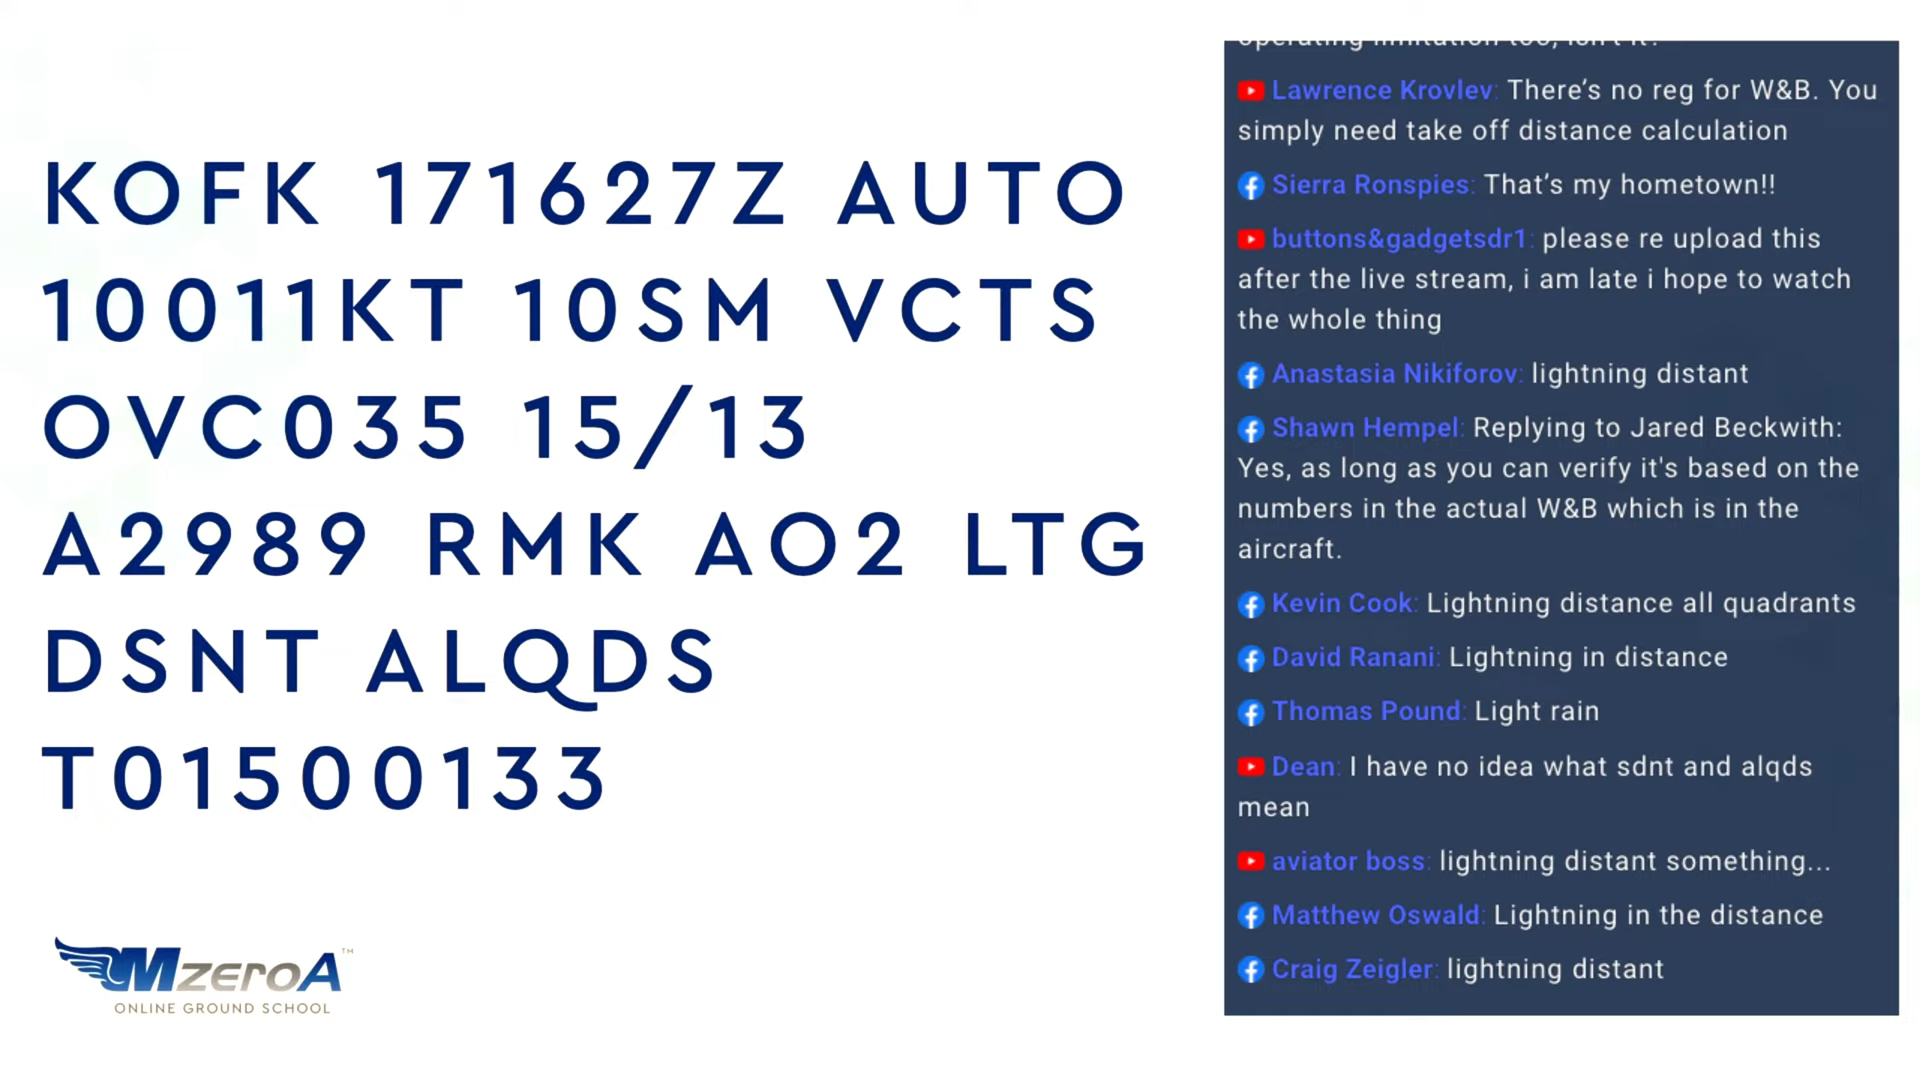 KOFK 171627Z AUTO
10011KT 10SM VCTS
OVC035 15/13
A2989 RMK AO2 LTG
DSNT ALQDS
T01500133
MzeroA™
ONLINE GROUND SCHOOL
operating limitation too, isn't it?
Lawrence Krovlev: There’s no reg for W&B. You
simply need take off distance calculation
Sierra Ronspies: That’s my hometown!!
buttons&gadgetsdr1: please re upload this
after the live stream, i am late i hope to watch
the whole thing
Anastasia Nikiforov: lightning distant
Shawn Hempel: Replying to Jared Beckwith:
Yes, as long as you can verify it's based on the
numbers in the actual W&B which is in the
aircraft.
Kevin Cook: Lightning distance all quadrants
David Ranani: Lightning in distance
Thomas Pound: Light rain
Dean: I have no idea what sdnt and alqds
mean
aviator boss: lightning distant something...
Matthew Oswald: Lightning in the distance
Craig Zeigler: lightning distant